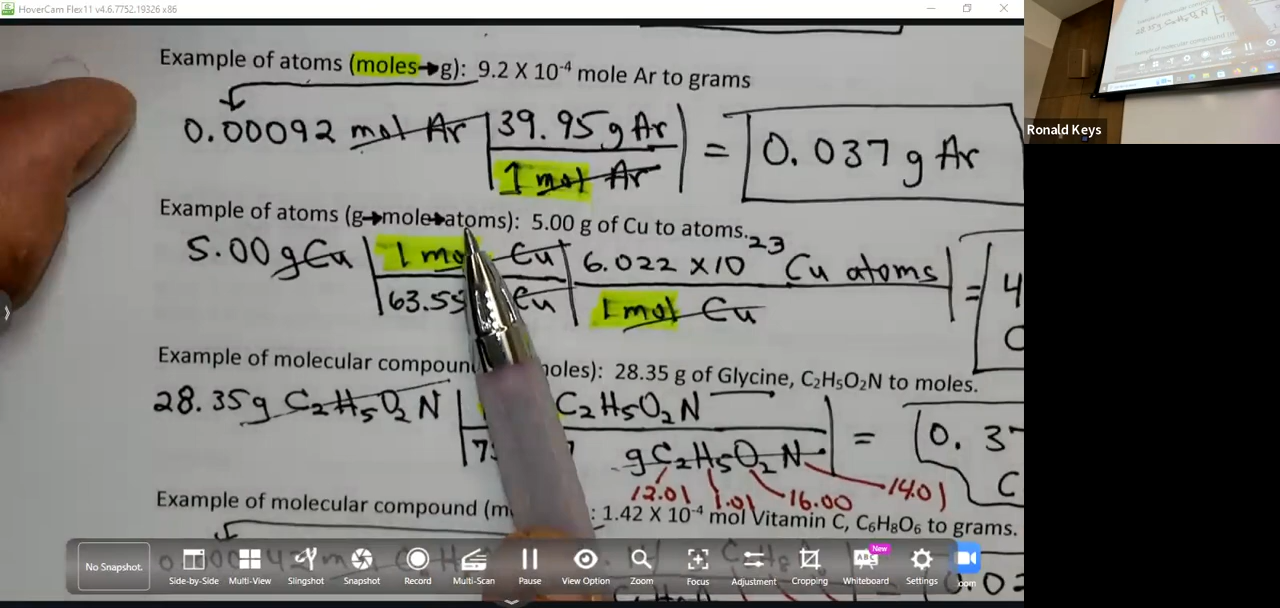 HoverCam Flex11 v4.6.7752.19326 x86
Example of atoms (moles→g): 9.2 X 10⁻⁴ mole Ar to grams
0.00092 mol Ar | 39.95 g Ar | = 0.037 g Ar
1 mol Ar
Ronald Keys
Example of atoms (g→mole→atoms): 5.00 g of Cu to atoms.
5.00 g Cu | 1 mol Cu | 6.022 X 10²³ Cu atoms | = 4
63.55 Cu | 1 mol Cu
Example of molecular compound moles): 28.35 g of Glycine, C₂H₅O₂N to moles.
28.35 g C₂H₅O₂N | C₂H₅O₂N | = 0.37
g C₂H₅O₂N
12.01 1.01 16.00 14.01
Example of molecular compound : 1.42 X 10⁻⁴ mol Vitamin C, C₆H₈O₆ to grams.
No Snapshot.
Side-by-Side Multi-View Slingshot Snapshot Record Multi-Scan Pause View Option Zoom Focus Adjustment Cropping Whiteboard Settings
New